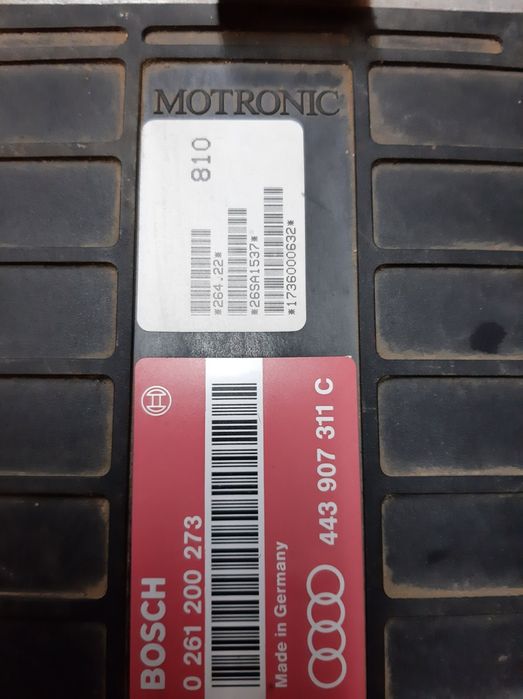 MOTRONIC
810
*264.22*
*26SA1537*
*1736000632*
BOSCH
0 261 200 273
Made in Germany
443 907 311 C